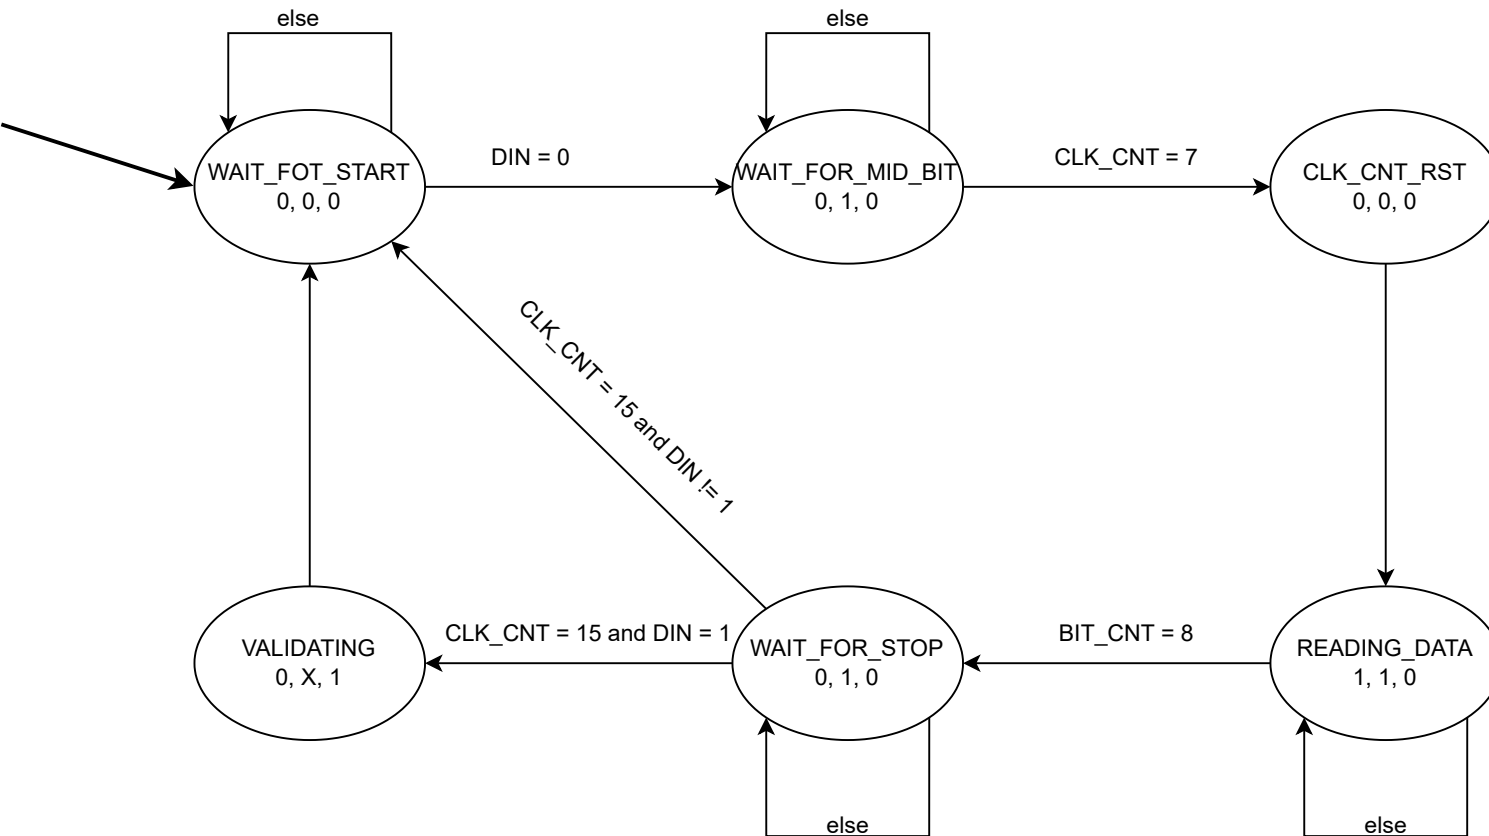 else
else
WAIT_FOT_START
0, 0, 0
DIN = 0
WAIT_FOR_MID_BIT
0, 1, 0
CLK_CNT = 7
CLK_CNT_RST
0, 0, 0
CLK_CNT = 15 and DIN != 1
VALIDATING
0, X, 1
CLK_CNT = 15 and DIN = 1
WAIT_FOR_STOP
0, 1, 0
BIT_CNT = 8
READING_DATA
1, 1, 0
else
else